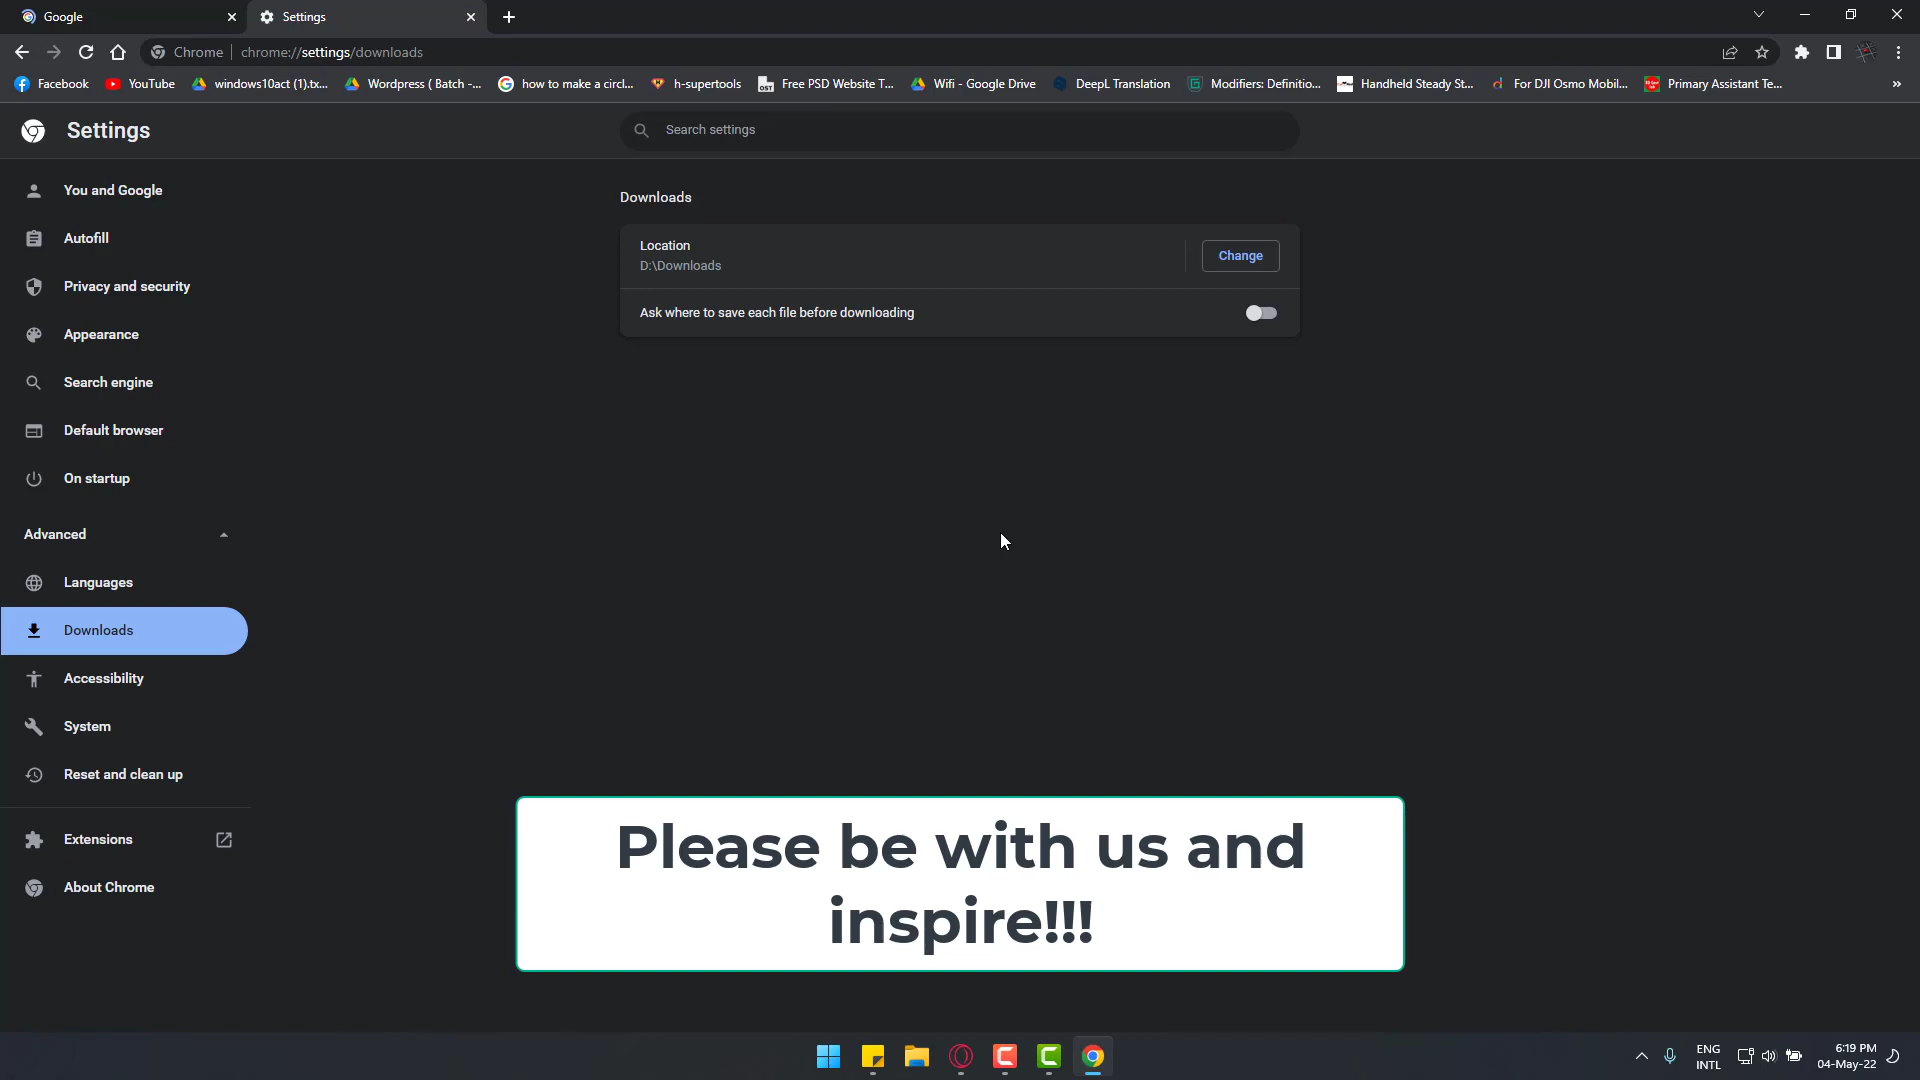 Google
Settings
Chrome
chrome://settings/downloads
Facebook
YouTube
windows10act (1).tx...
Wordpress ( Batch -...
how to make a circl...
h-supertools
Free PSD Website T...
Wifi - Google Drive
DeepL Translation
Modifiers: Definitio...
Handheld Steady St...
For DJI Osmo Mobil...
Primary Assistant Te...
»
Settings
Search settings
You and Google
Autofill
Privacy and security
Appearance
Search engine
Default browser
On startup
Advanced
Languages
Downloads
Accessibility
System
Reset and clean up
Extensions
About Chrome
Downloads
Location
D:\Downloads
Change
Ask where to save each file before downloading
Please be with us and
inspire!!!
ENG
INTL
6:19 PM
04-May-22